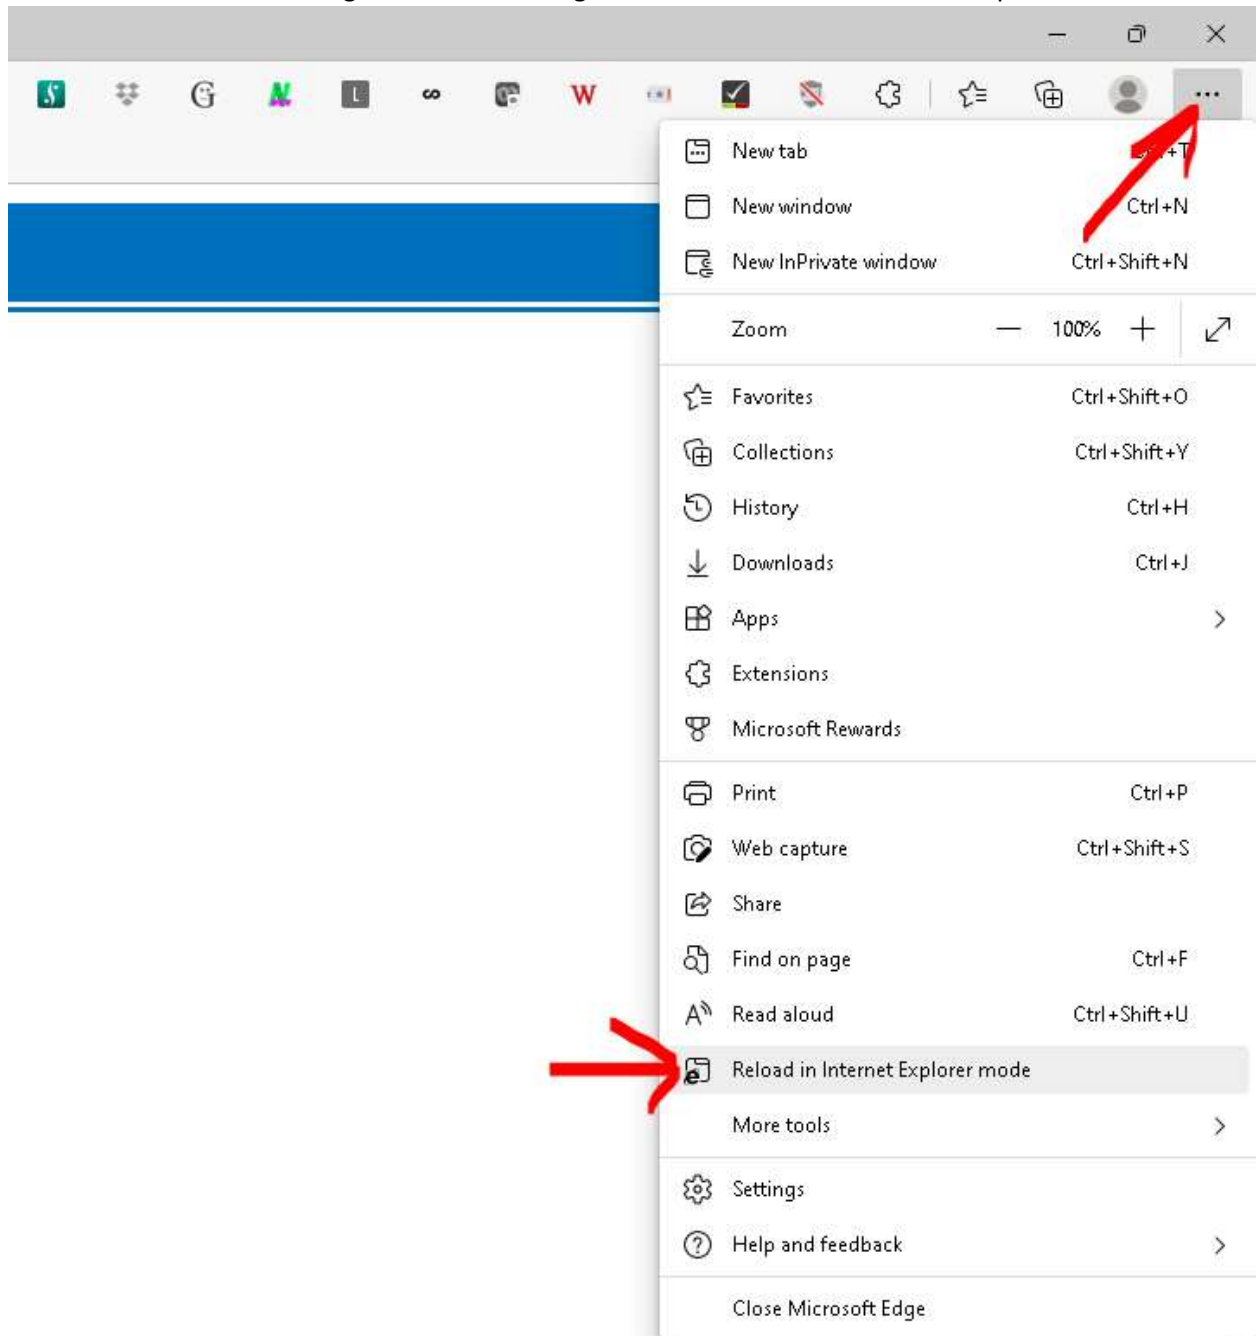 New tab
New window Ctrl+N
New InPrivate window Ctrl+Shift+N
Zoom — 100% +
Favorites Ctrl+Shift+O
Collections Ctrl+Shift+Y
History Ctrl+H
Downloads Ctrl+J
Apps
Extensions
Microsoft Rewards
Print Ctrl+P
Web capture Ctrl+Shift+S
Share
Find on page Ctrl+F
Read aloud Ctrl+Shift+U
Reload in Internet Explorer mode
More tools
Settings
Help and feedback
Close Microsoft Edge